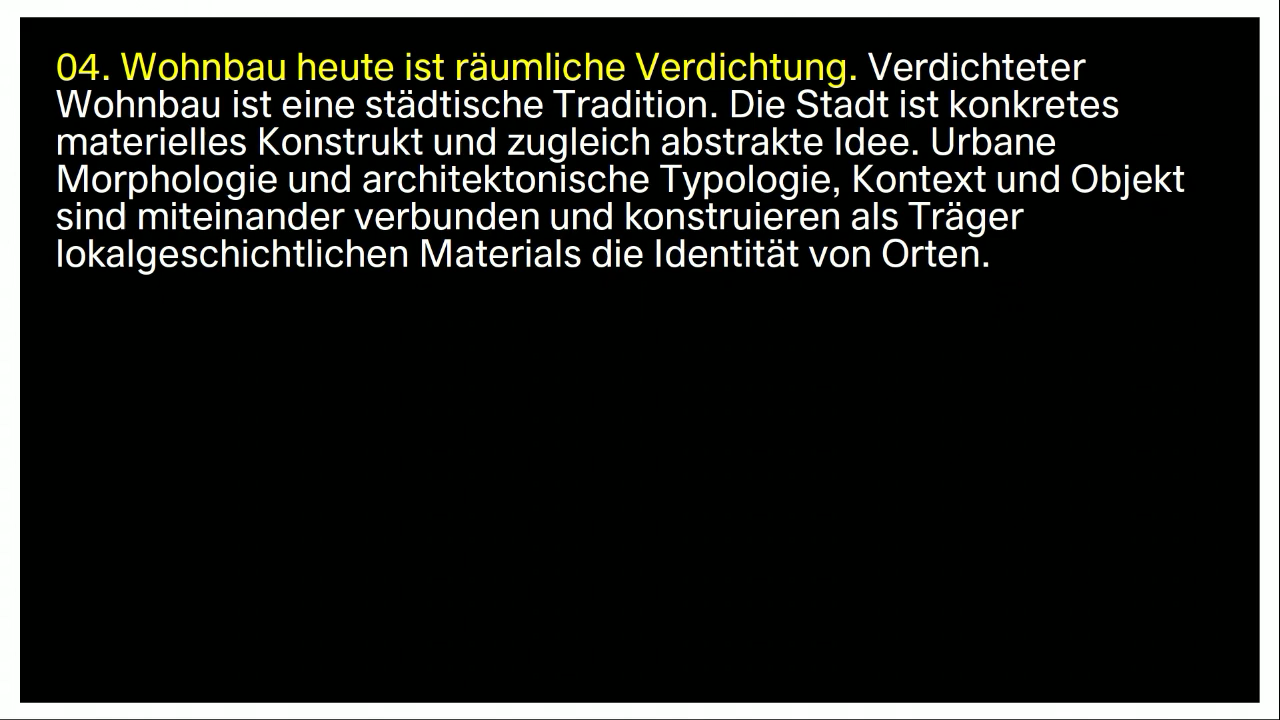 04. Wohnbau heute ist räumliche Verdichtung. Verdichteter
Wohnbau ist eine städtische Tradition. Die Stadt ist konkretes
materielles Konstrukt und zugleich abstrakte Idee. Urbane
Morphologie und architektonische Typologie, Kontext und Objekt
sind miteinander verbunden und konstruieren als Träger
lokalgeschichtlichen Materials die Identität von Orten.